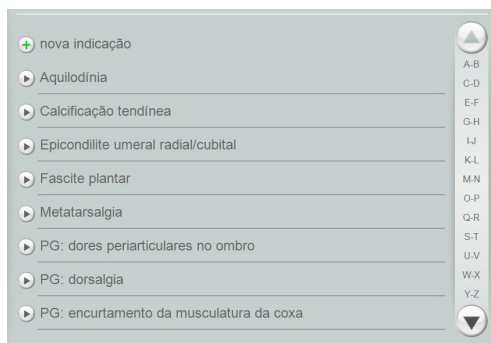 nova indicação
Aquilodínia
Calcificação tendínea
Epicondilite umeral radial/cubital
Fascite plantar
Metatarsalgia
PG: dores periarticulares no ombro
PG: dorsalgia
PG: encurtamento da musculatura da coxa
A-B
C-D
E-F
G-H
I-J
K-L
M-N
O-P
Q-R
S-T
U-V
W-X
Y-Z